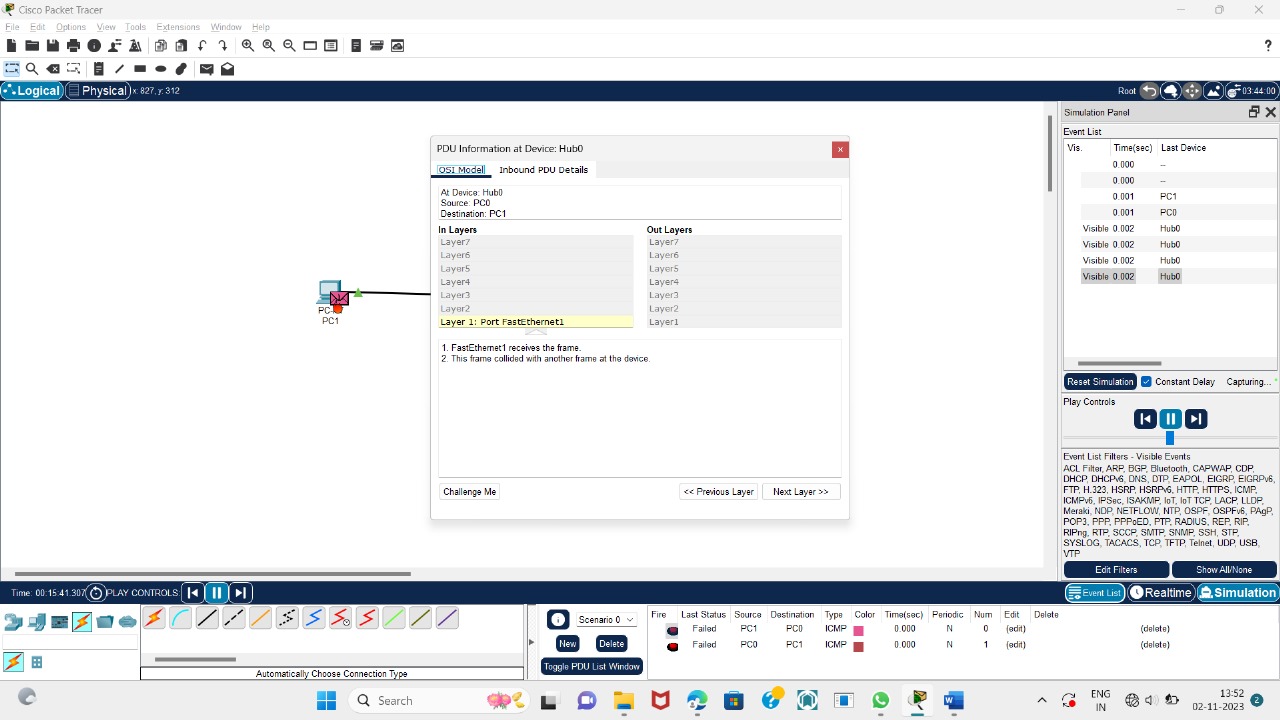 Cisco Packet Tracer
File Edit Options View Tools Extensions Window Help
?
Logical Physical x: 827, y: 312
Root 03:44:00
PC1
PDU Information at Device: Hub0
OSI Model Inbound PDU Details
At Device: Hub0
Source: PC0
Destination: PC1
In Layers Out Layers
Layer7 Layer7
Layer6 Layer6
Layer5 Layer5
Layer4 Layer4
Layer3 Layer3
Layer2 Layer2
Layer 1: Port FastEthernet1 Layer1
1. FastEthernet1 receives the frame.
2. This frame collided with another frame at the device.
Challenge Me << Previous Layer Next Layer >>
Simulation Panel
Event List
Vis. Time(sec) Last Device
0.000 --
0.000 --
0.001 PC1
0.001 PC0
Visible 0.002 Hub0
Visible 0.002 Hub0
Visible 0.002 Hub0
Visible 0.002 Hub0
Reset Simulation Constant Delay Capturing...
Play Controls
Event List Filters - Visible Events
ACL Filter, ARP, BGP, Bluetooth, CAPWAP, CDP,
DHCP, DHCPv6, DNS, DTP, EAPOL, EIGRP, EIGRPv6,
FTP, H.323, HSRP, HSRPv6, HTTP, HTTPS, ICMP,
ICMPv6, IPSec, ISAKMP, IoT, IoT TCP, LACP, LLDP,
Meraki, NDP, NETFLOW, NTP, OSPF, OSPFv6, PAgP,
POP3, PPP, PPPoED, PTP, RADIUS, REP, RIP,
RIPng, RTP, SCCP, SMTP, SNMP, SSH, STP,
SYSLOG, TACACS, TCP, TFTP, Telnet, UDP, USB,
VTP
Edit Filters Show All/None
Time: 00:15:41.307 PLAY CONTROLS:
Event List Realtime Simulation
Automatically Choose Connection Type
Scenario 0
New Delete
Toggle PDU List Window
Fire Last Status Source Destination Type Color Time(sec) Periodic Num Edit Delete
Failed PC1 PC0 ICMP 0.000 N 0 (edit) (delete)
Failed PC0 PC1 ICMP 0.000 N 1 (edit) (delete)
Search
ENG
IN
13:52
02-11-2023
2